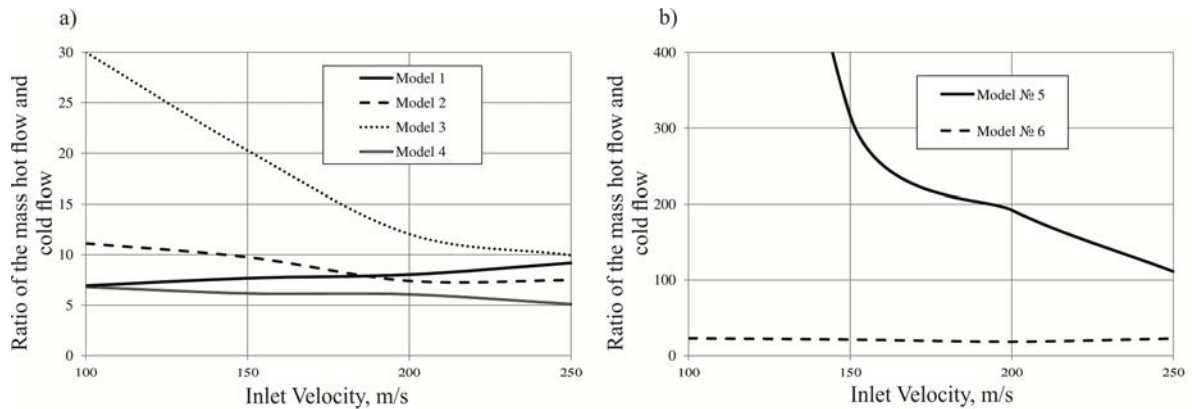 a)
Ratio of the mass hot flow and
cold flow
30
25
20
15
10
5
0
Model 1
Model 2
Model 3
Model 4
100
150
200
250
Inlet Velocity, m/s
b)
Ratio of the mass hot flow and
cold flow
400
300
200
100
0
Model № 5
Model № 6
100
150
200
250
Inlet Velocity, m/s